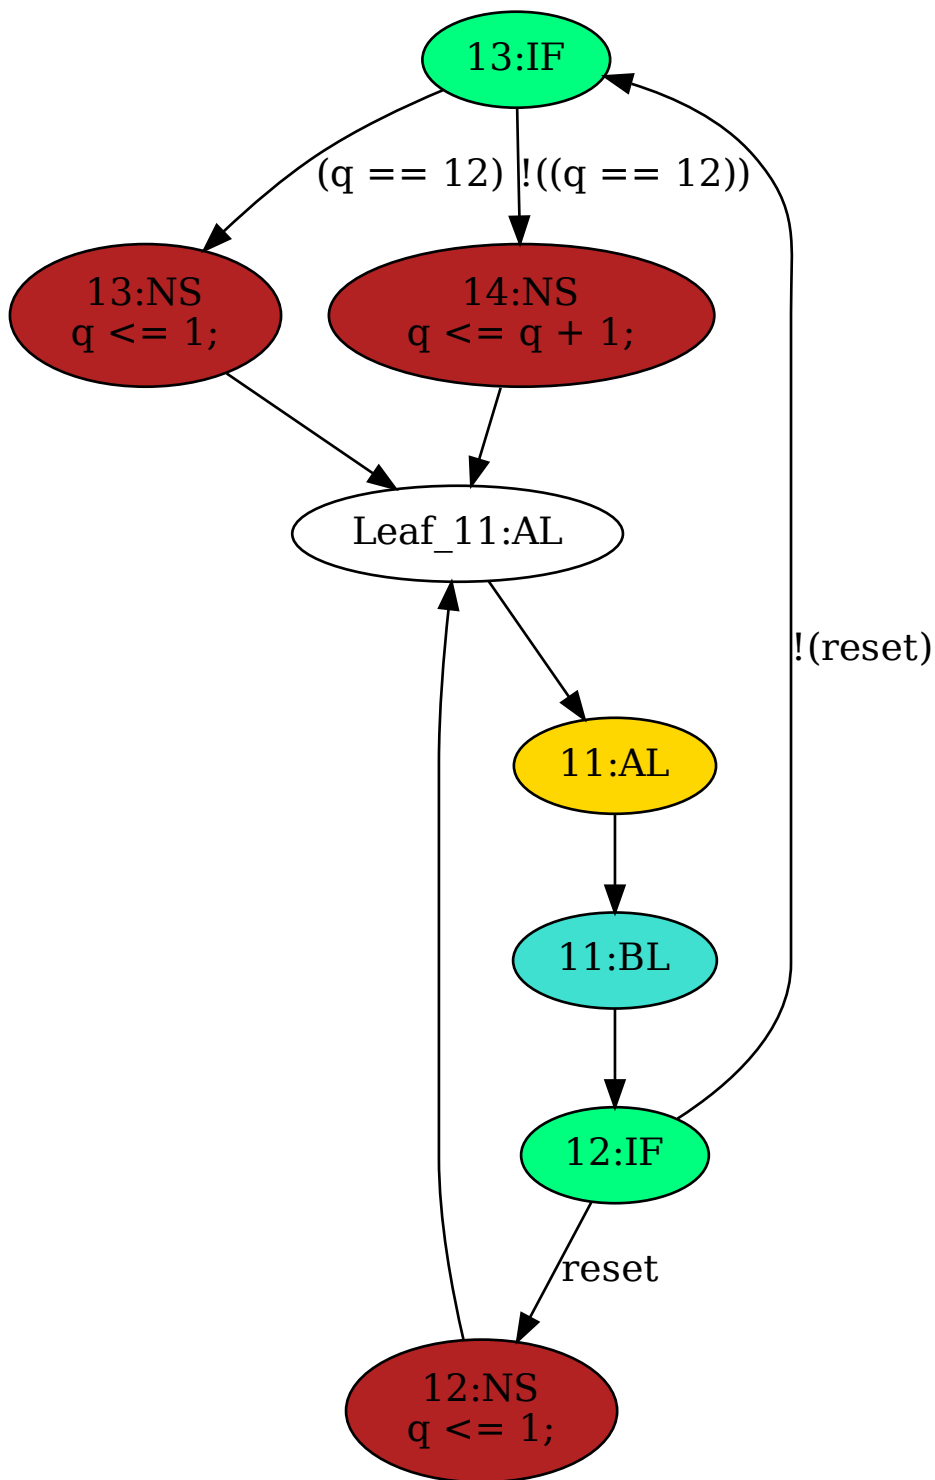 13:IF
(q == 12)
!((q == 12))
13:NS
q <= 1;
14:NS
q <= q + 1;
Leaf_11:AL
!(reset)
11:AL
11:BL
12:IF
reset
12:NS
q <= 1;